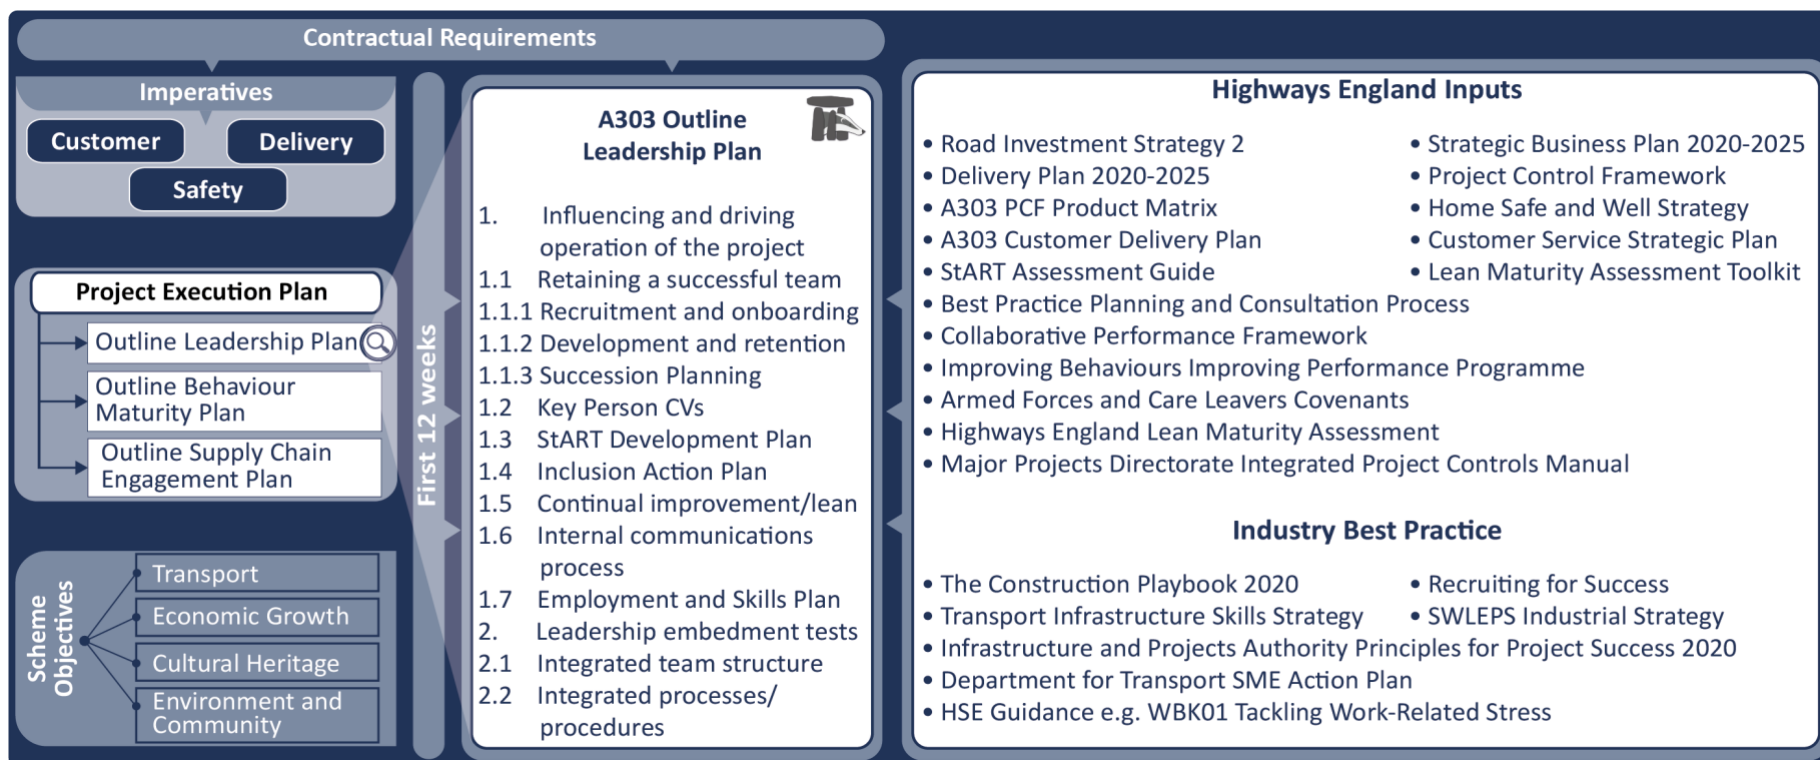 Contractual Requirements
Imperatives
Customer
Delivery
Safety
Project Execution Plan
Outline Leadership Plan
Outline Behaviour
Maturity Plan
Outline Supply Chain
Engagement Plan
Scheme
Objectives
Transport
Economic Growth
Cultural Heritage
Environment and
Community
First 12 weeks
A303 Outline
Leadership Plan
1. Influencing and driving
operation of the project
1.1 Retaining a successful team
1.1.1 Recruitment and onboarding
1.1.2 Development and retention
1.1.3 Succession Planning
1.2 Key Person CVs
1.3 StART Development Plan
1.4 Inclusion Action Plan
1.5 Continual improvement/lean
1.6 Internal communications
process
1.7 Employment and Skills Plan
2. Leadership embedment tests
2.1 Integrated team structure
2.2 Integrated processes/
procedures
Highways England Inputs
• Road Investment Strategy 2
• Strategic Business Plan 2020-2025
• Delivery Plan 2020-2025
• Project Control Framework
• A303 PCF Product Matrix
• Home Safe and Well Strategy
• A303 Customer Delivery Plan
• Customer Service Strategic Plan
• StART Assessment Guide
• Lean Maturity Assessment Toolkit
• Best Practice Planning and Consultation Process
• Collaborative Performance Framework
• Improving Behaviours Improving Performance Programme
• Armed Forces and Care Leavers Covenants
• Highways England Lean Maturity Assessment
• Major Projects Directorate Integrated Project Controls Manual
Industry Best Practice
• The Construction Playbook 2020
• Recruiting for Success
• Transport Infrastructure Skills Strategy
• SWLEPS Industrial Strategy
• Infrastructure and Projects Authority Principles for Project Success 2020
• Department for Transport SME Action Plan
• HSE Guidance e.g. WBK01 Tackling Work-Related Stress